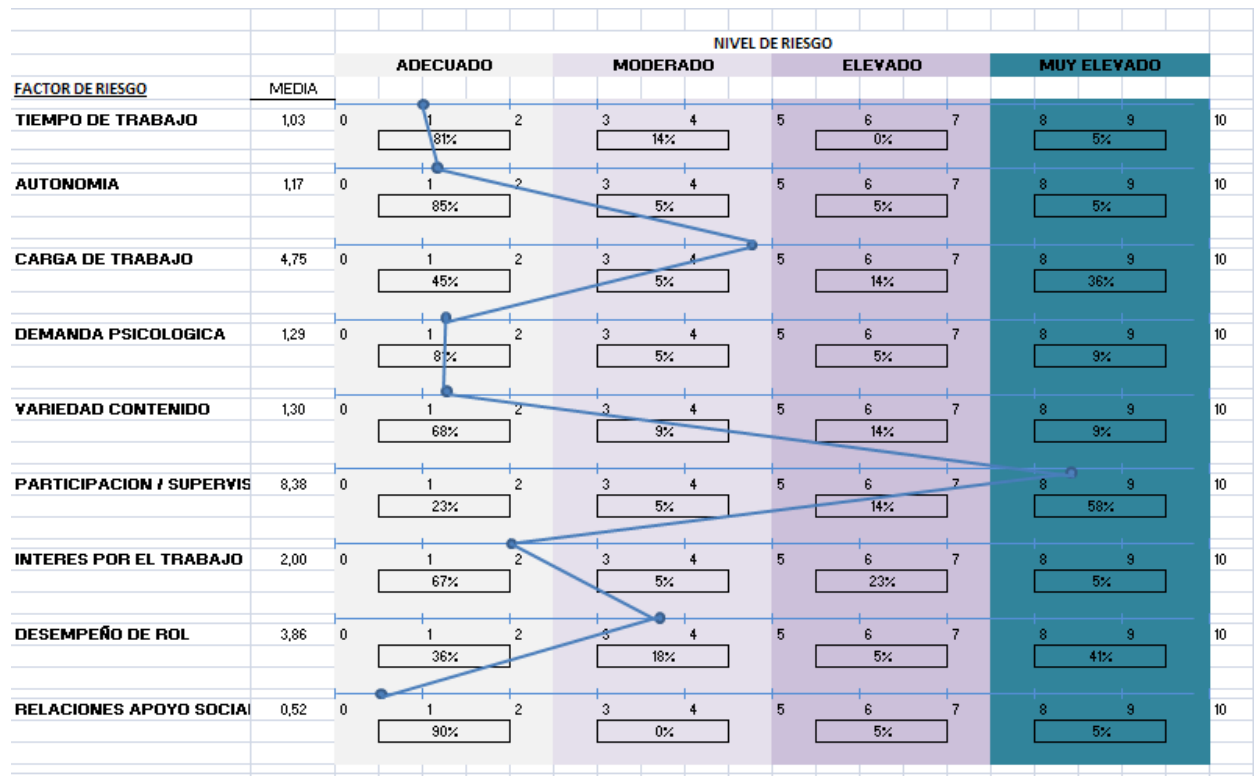 NIVEL DE RIESGO
ADECUADO MODERADO ELEVADO MUY ELEVADO
FACTOR DE RIESGO MEDIA
TIEMPO DE TRABAJO 1,03 0 1 2 3 4 5 6 7 8 9 10
81% 14% 0% 5%
AUTONOMIA 1,17 0 1 2 3 4 5 6 7 8 9 10
85% 5% 5% 5%
CARGA DE TRABAJO 4,75 0 1 2 3 4 5 6 7 8 9 10
45% 5% 14% 36%
DEMANDA PSICOLOGICA 1,29 0 1 2 3 4 5 6 7 8 9 10
81% 5% 5% 9%
VARIEDAD CONTENIDO 1,30 0 1 2 3 4 5 6 7 8 9 10
68% 9% 14% 9%
PARTICIPACION / SUPERVIS 8,38 0 1 2 3 4 5 6 7 8 9 10
23% 5% 14% 58%
INTERES POR EL TRABAJO 2,00 0 1 2 3 4 5 6 7 8 9 10
67% 5% 23% 5%
DESEMPEÑO DE ROL 3,86 0 1 2 3 4 5 6 7 8 9 10
36% 18% 5% 41%
RELACIONES APOYO SOCIAL 0,52 0 1 2 3 4 5 6 7 8 9 10
90% 0% 5% 5%